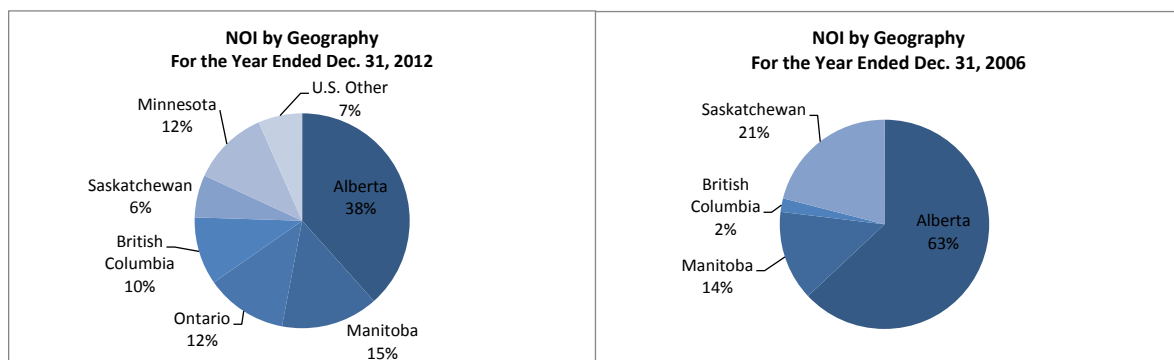 NOI by Geography
For the Year Ended Dec. 31, 2012
U.S. Other
7%
Minnesota
12%
Saskatchewan
6%
British
Columbia
10%
Ontario
12%
Manitoba
15%
Alberta
38%
NOI by Geography
For the Year Ended Dec. 31, 2006
Saskatchewan
21%
British
Columbia
2%
Manitoba
14%
Alberta
63%